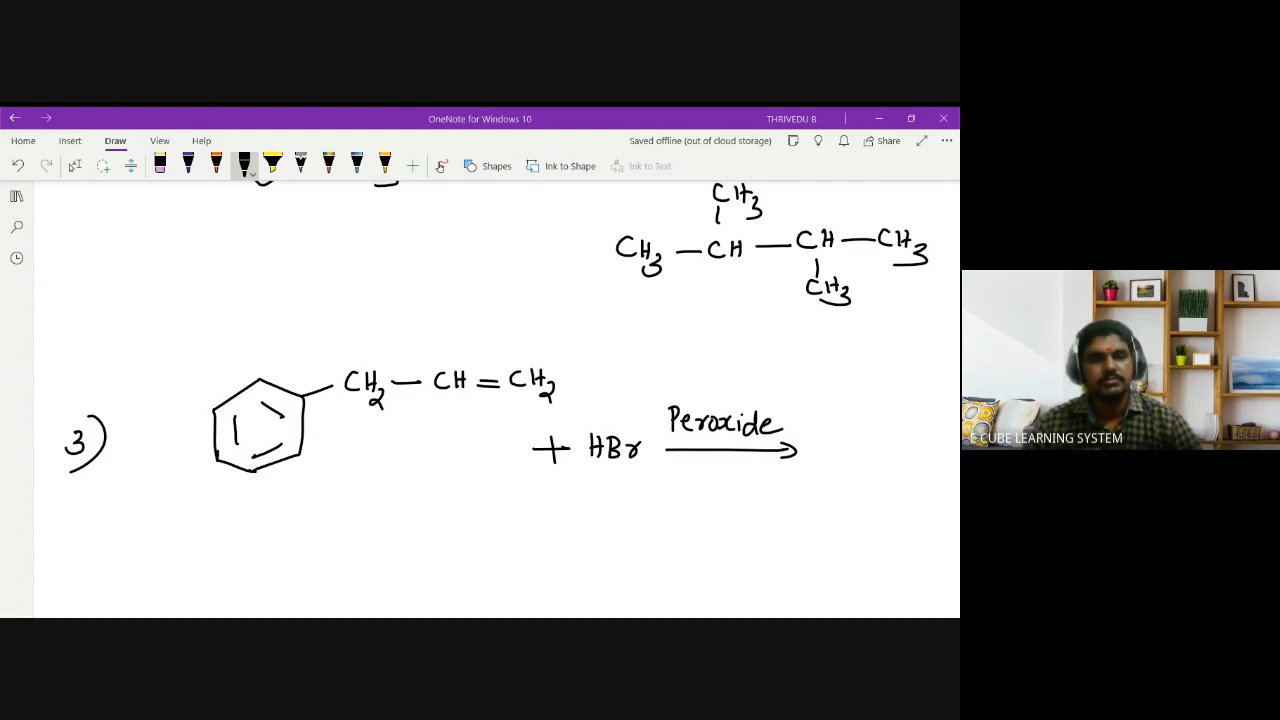 OneNote for Windows 10
THRIVEDU B
Home Insert Draw View Help
Saved offline (out of cloud storage)
Share
Shapes
Ink to Shape
Ink to Text
CH3
CH3 — CH — CH — CH3
CH3
3)
CH2 — CH = CH2
+ HBr
Peroxide
E CUBE LEARNING SYSTEM